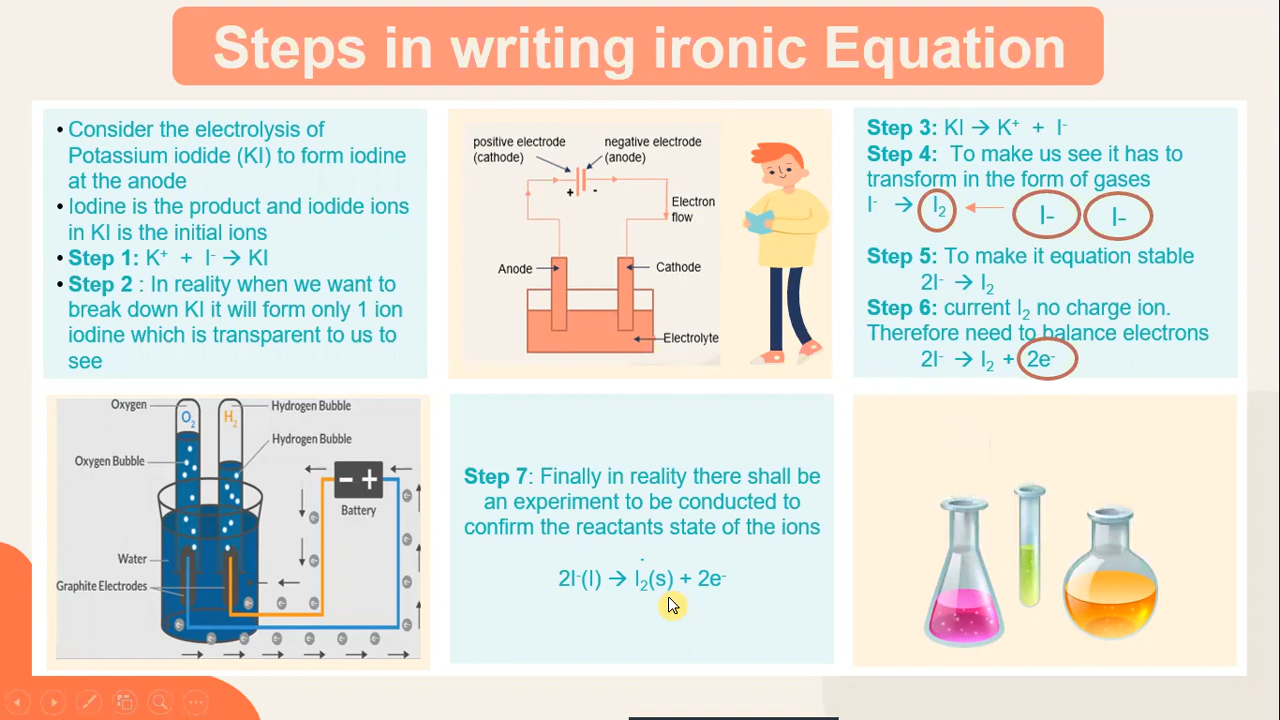 Steps in writing ironic Equation
• Consider the electrolysis of
Potassium iodide (KI) to form iodine
at the anode
• Iodine is the product and iodide ions
in KI is the initial ions
• Step 1: K⁺ + I⁻ → KI
• Step 2 : In reality when we want to
break down KI it will form only 1 ion
iodine which is transparent to us to
see
positive electrode
(cathode)
negative electrode
(anode)
+ -
Electron
flow
Anode
Cathode
Electrolyte
Step 3: KI → K⁺ + I⁻
Step 4: To make us see it has to
transform in the form of gases
I⁻ → I₂ ← I- I-
Step 5: To make it equation stable
2I⁻ → I₂
Step 6: current I₂ no charge ion.
Therefore need to balance electrons
2I⁻ → I₂ + 2e⁻
Oxygen
O₂
H₂
Hydrogen Bubble
Hydrogen Bubble
Oxygen Bubble
- +
Battery
Water
Graphite Electrodes
Step 7: Finally in reality there shall be
an experiment to be conducted to
confirm the reactants state of the ions
2I⁻(l) → I₂(s) + 2e⁻